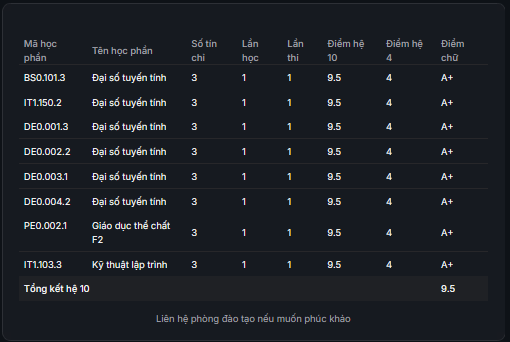 Mã học phần Tên học phần Số tín chỉ Lần học Lần thi Điểm hệ 10 Điểm hệ 4 Điểm chữ
BS0.101.3 Đại số tuyến tính 3 1 1 9.5 4 A+
IT1.150.2 Đại số tuyến tính 3 1 1 9.5 4 A+
DE0.001.3 Đại số tuyến tính 3 1 1 9.5 4 A+
DE0.002.2 Đại số tuyến tính 3 1 1 9.5 4 A+
DE0.003.1 Đại số tuyến tính 3 1 1 9.5 4 A+
DE0.004.2 Đại số tuyến tính 3 1 1 9.5 4 A+
PE0.002.1 Giáo dục thể chất F2 3 1 1 9.5 4 A+
IT1.103.3 Kỹ thuật lập trình 3 1 1 9.5 4 A+
Tổng kết hệ 10 9.5
Liên hệ phòng đào tạo nếu muốn phúc khảo